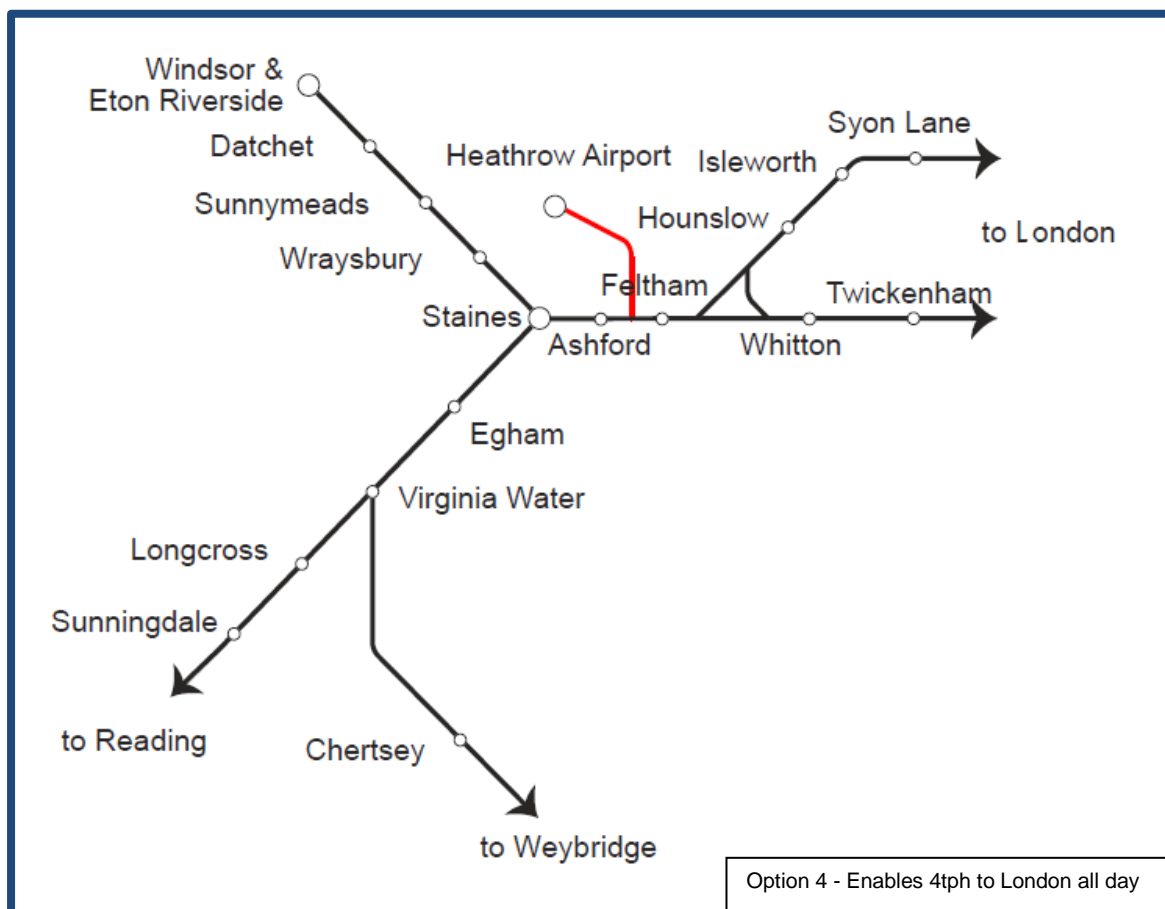 Windsor &
Eton Riverside
Datchet
Sunnymeads
Wraysbury
Staines
Heathrow Airport
Syon Lane
Isleworth
Hounslow
to London
Feltham
Twickenham
Ashford
Whitton
Egham
Virginia Water
Longcross
Sunningdale
to Reading
Chertsey
to Weybridge
Option 4 - Enables 4tph to London all day